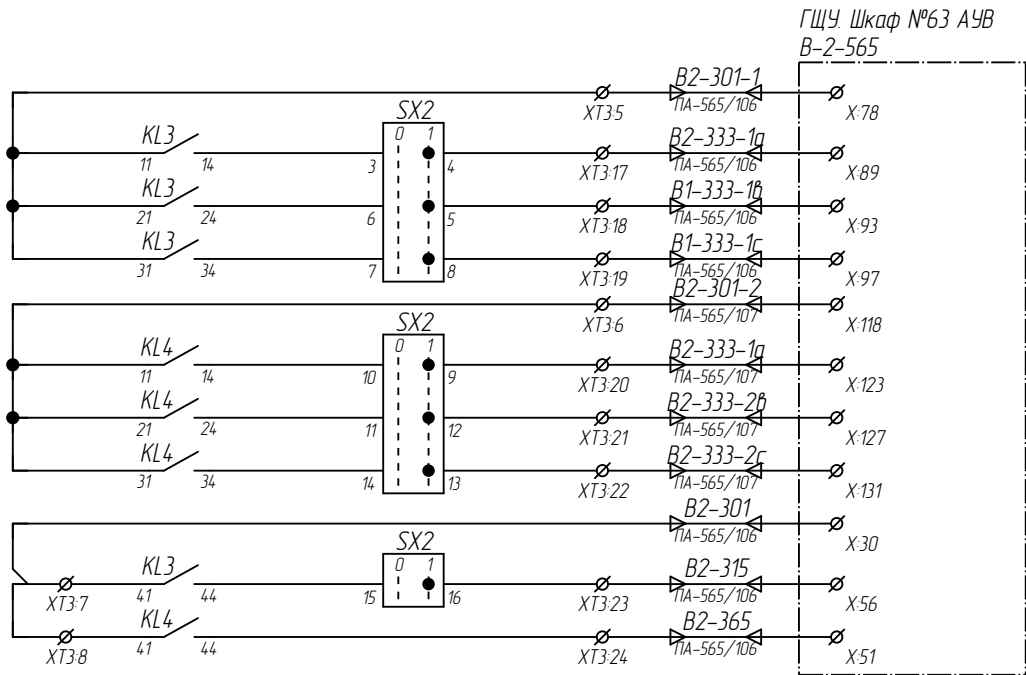 ГЩУ. Шкаф №63 АУВ
В-2-565
В2-301-1
ХТ3:5
ПА-565/106
X:78
SX2
0 1
KL3
11 14
3 4
ХТ3:17
В2-333-1а
ПА-565/106
X:89
KL3
21 24
6 5
ХТ3:18
В1-333-1в
ПА-565/106
X:93
KL3
31 34
7 8
ХТ3:19
В1-333-1с
ПА-565/106
X:97
В2-301-2
ХТ3:6
ПА-565/107
X:118
SX2
0 1
KL4
11 14
10 9
ХТ3:20
В2-333-1а
ПА-565/107
X:123
KL4
21 24
11 12
ХТ3:21
В2-333-2в
ПА-565/107
X:127
KL4
31 34
14 13
ХТ3:22
В2-333-2с
ПА-565/107
X:131
В2-301
ПА-565/106
X:30
SX2
0 1
ХТ3:7
KL3
41 44
15 16
ХТ3:23
В2-315
ПА-565/106
X:56
ХТ3:8
KL4
41 44
ХТ3:24
В2-365
ПА-565/106
X:51